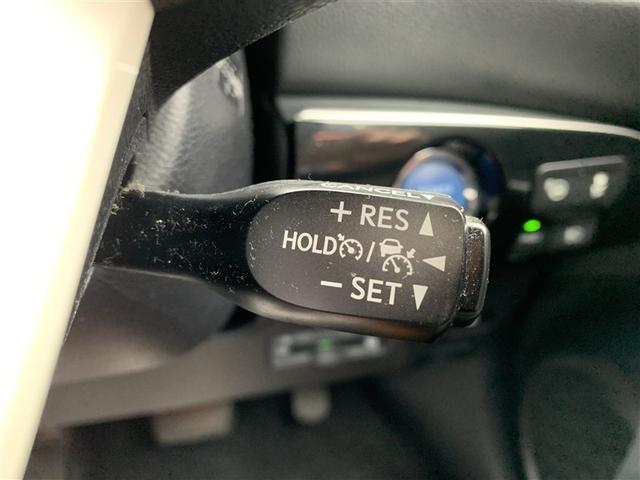 CANCEL
+ RES
HOLD /
− SET